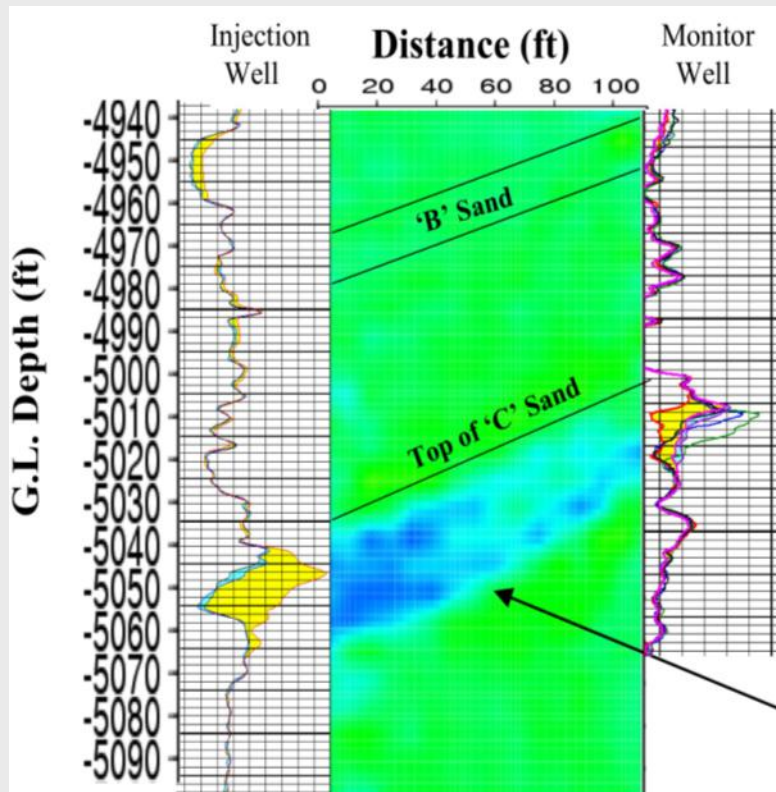 Injection
Well
Distance (ft)
Monitor
Well
0 20 40 60 80 100
G.L. Depth (ft)
-4940
-4950
-4960
-4970
-4980
-4990
-5000
-5010
-5020
-5030
-5040
-5050
-5060
-5070
-5080
-5090
‘B’ Sand
Top of ‘C’ Sand